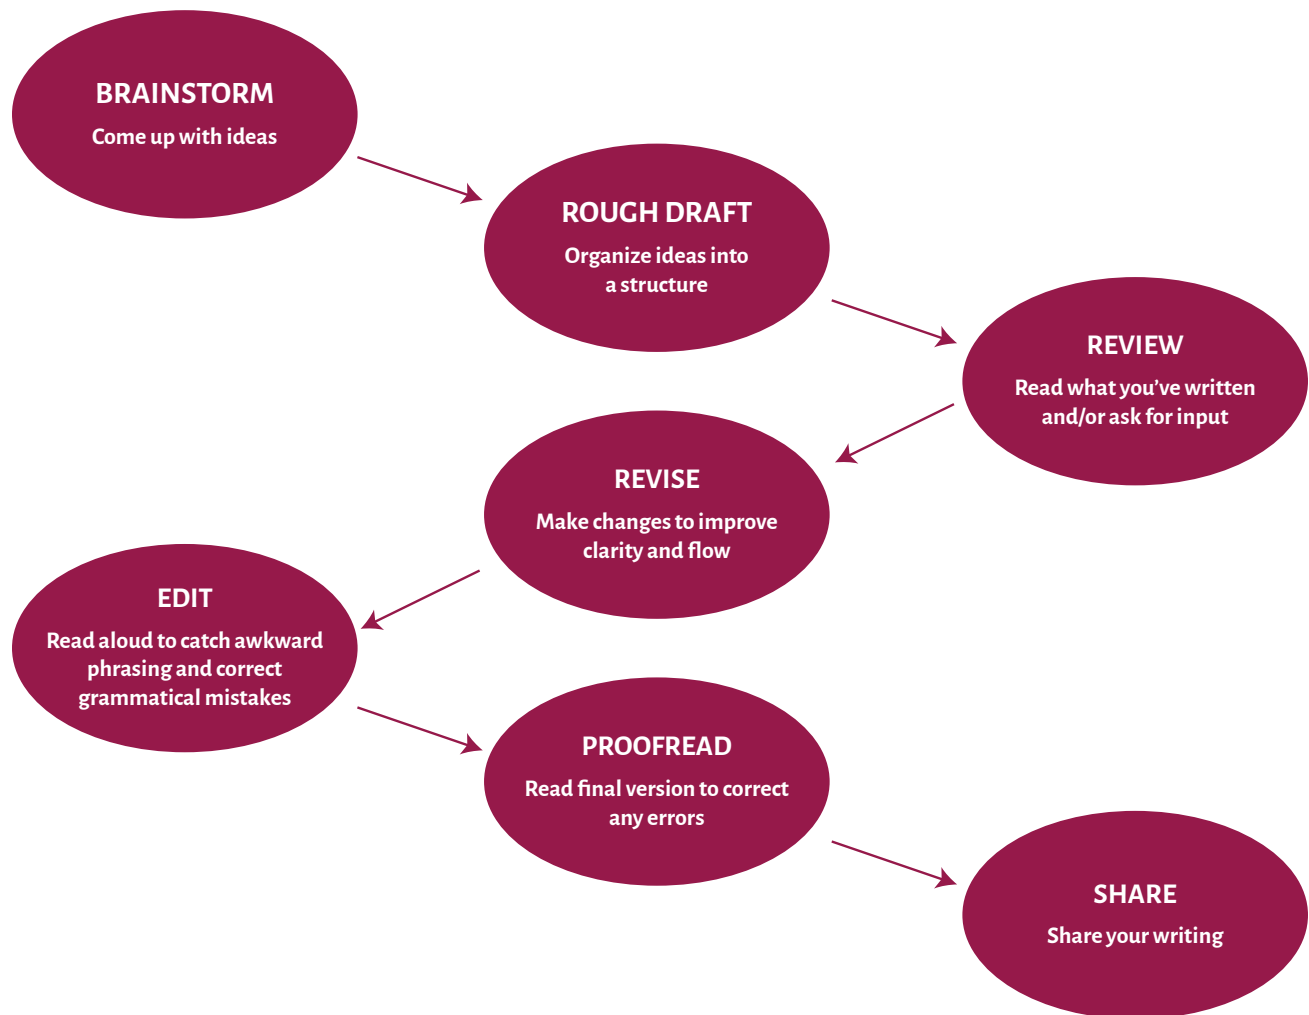 BRAINSTORM
Come up with ideas
ROUGH DRAFT
Organize ideas into
a structure
REVIEW
Read what you’ve written
and/or ask for input
REVISE
Make changes to improve
clarity and flow
EDIT
Read aloud to catch awkward
phrasing and correct
grammatical mistakes
PROOFREAD
Read final version to correct
any errors
SHARE
Share your writing